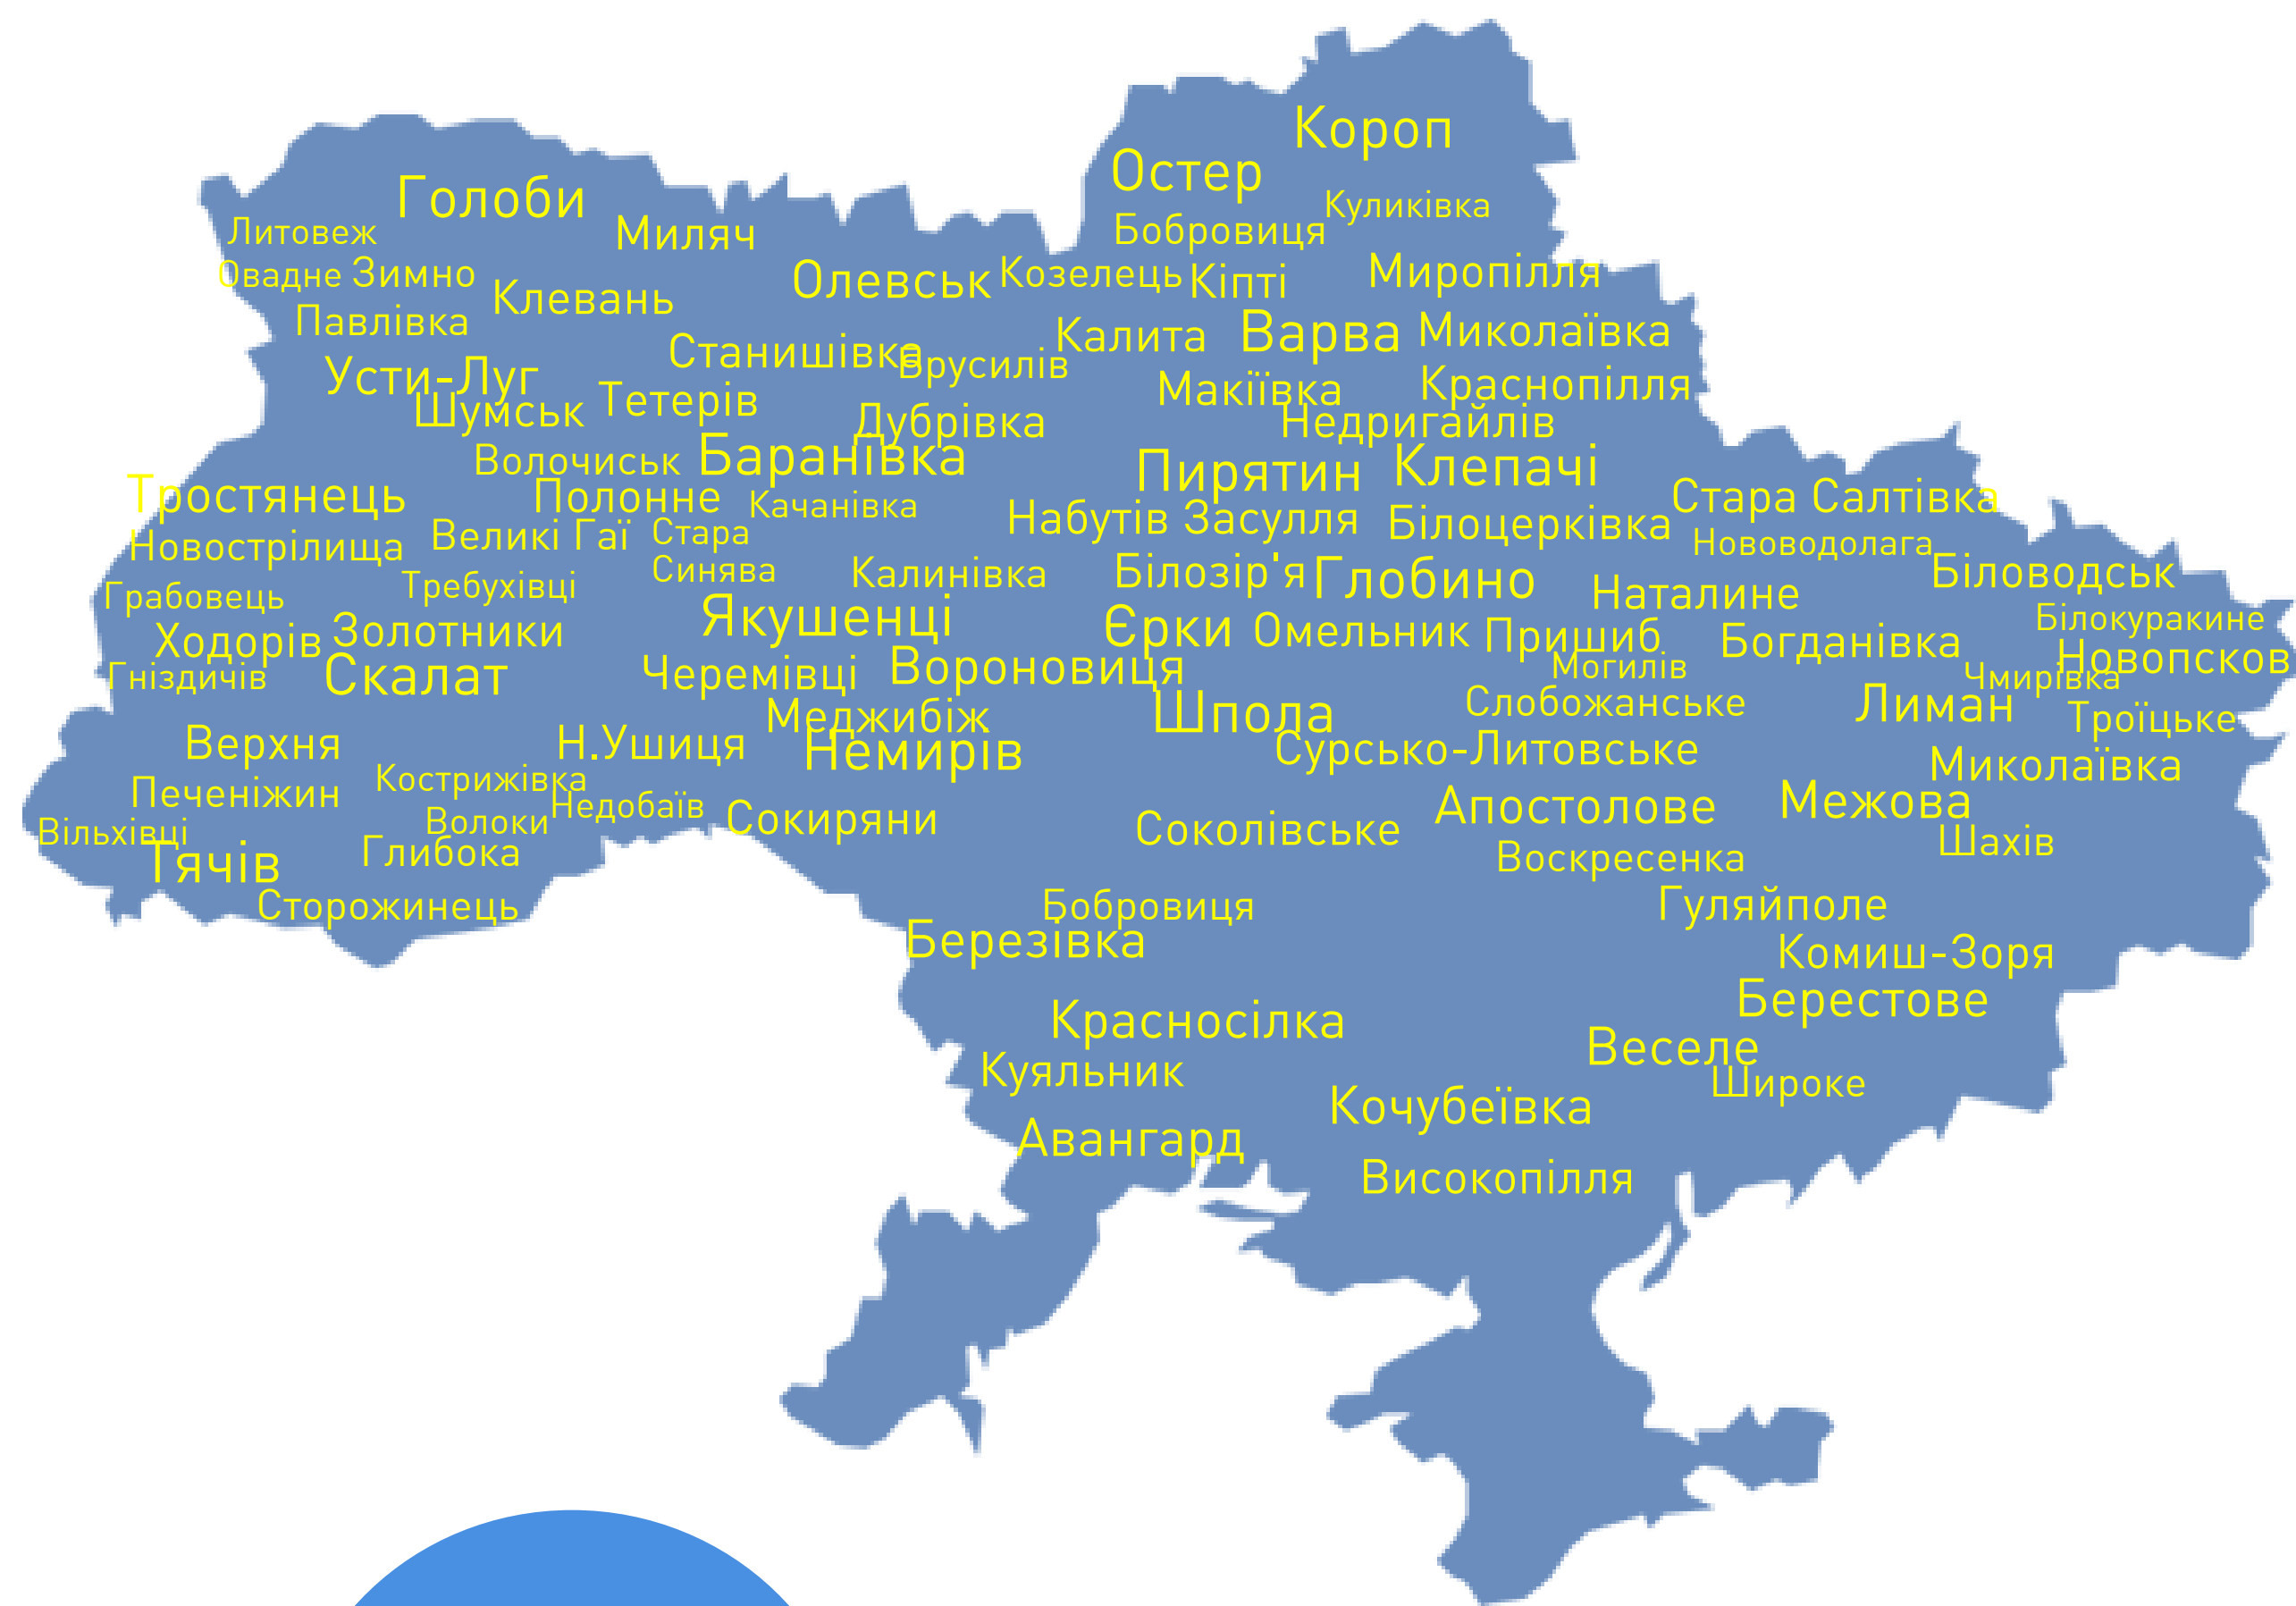 Короп
Остер
Голоби
Куликівка
Литовеж
Миляч
Бобровиця
Овадне
Зимно
Клевань
Олевськ
Козелець
Кіпті
Миропілля
Павлівка
Станишівка
Брусилів
Калита
Варва
Миколаївка
Усти-Луг
Шумськ
Тетерів
Дубрівка
Макіївка
Краснопілля
Недригайлів
Волочиськ
Баранівка
Пирятин
Клепачі
Тростянець
Полонне
Качанівка
Набутів
Засулля
Білоцерківка
Стара Салтівка
Новострілища
Великі Гаї
Стара
Синява
Нововодолага
Грабовець
Требухівці
Калинівка
Білозір'я
Глобино
Наталине
Біловодськ
Ходорів
Золотники
Якушенці
Єрки
Омельник
Пришиб
Богданівка
Білокуракине
Гніздичів
Скалат
Черемівці
Вороновиця
Могилів
Чмирівка
Новопсков
Меджибіж
Шпола
Слобожанське
Лиман
Троїцьке
Верхня
Н.Ушиця
Немирів
Сурсько-Литовське
Миколаївка
Печеніжин
Кострижівка
Недобаїв
Апостолове
Межова
Вільхівці
Волоки
Сокиряни
Соколівське
Шахів
Тячів
Глибока
Воскресенка
Сторожинець
Бобровиця
Гуляйполе
Березівка
Комиш-Зоря
Берестове
Красносілка
Веселе
Куяльник
Широке
Кочубеївка
Авангард
Високопілля